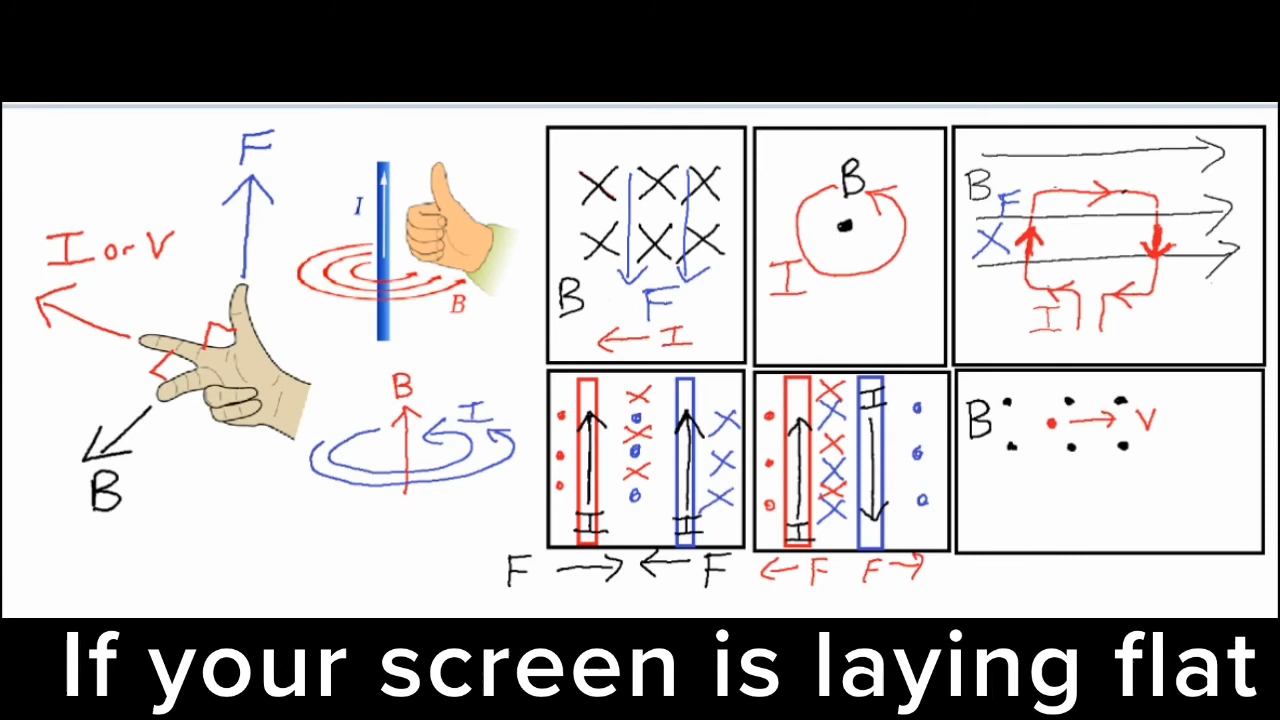 F
I or V
B
I
B
B
I
B
F
I
B
I
B
F
X
I
I
I
F → ← F
I
I
← F F →
B
V
If your screen is laying flat